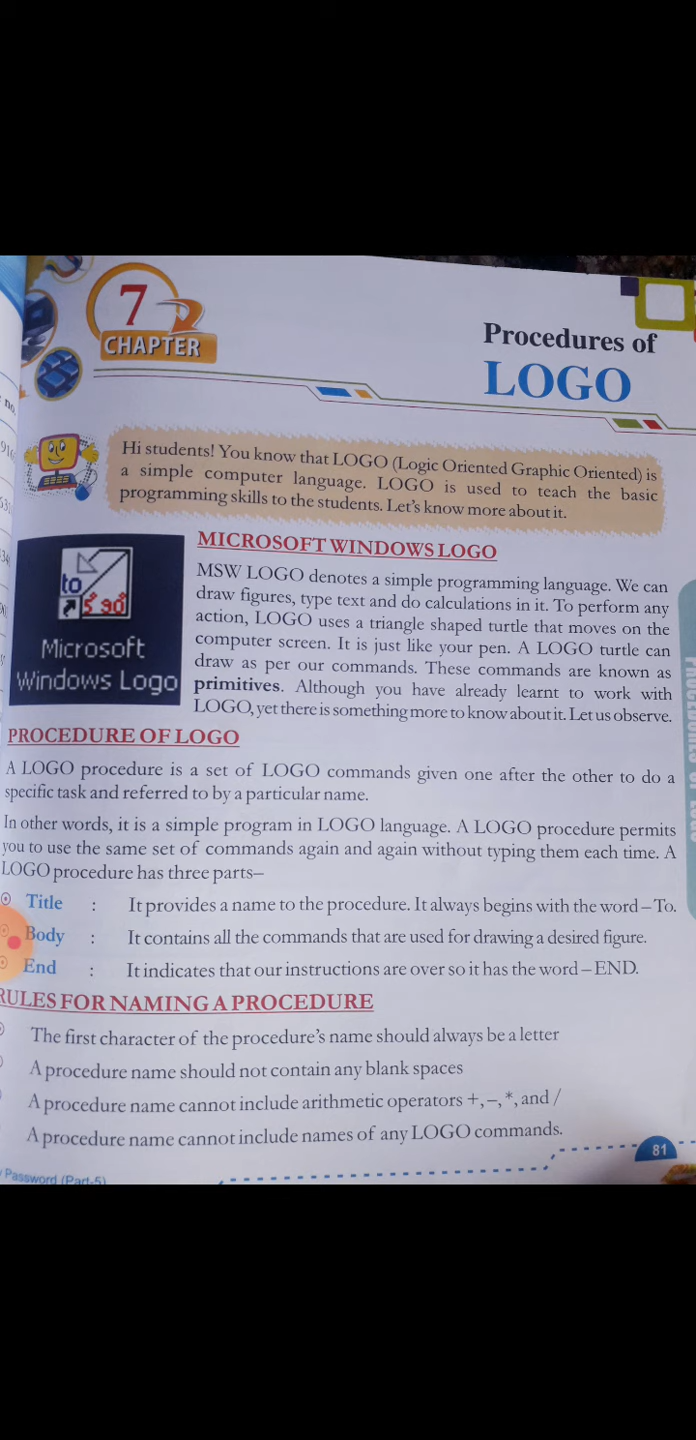 7
CHAPTER
Procedures of
LOGO
no.
Hi students! You know that LOGO (Logic Oriented Graphic Oriented) is
a simple computer language. LOGO is used to teach the basic
programming skills to the students. Let's know more about it.
MICROSOFT WINDOWS LOGO
MSW LOGO denotes a simple programming language. We can
draw figures, type text and do calculations in it. To perform any
action, LOGO uses a triangle shaped turtle that moves on the
computer screen. It is just like your pen. A LOGO turtle can
draw as per our commands. These commands are known as
primitives. Although you have already learnt to work with
LOGO, yet there is something more to know about it. Let us observe.
to
Microsoft
Windows Logo
PROCEDURE OF LOGO
A LOGO procedure is a set of LOGO commands given one after the other to do a
specific task and referred to by a particular name.
In other words, it is a simple program in LOGO language. A LOGO procedure permits
you to use the same set of commands again and again without typing them each time. A
LOGO procedure has three parts–
Title : It provides a name to the procedure. It always begins with the word – To.
Body : It contains all the commands that are used for drawing a desired figure.
End : It indicates that our instructions are over so it has the word – END.
RULES FOR NAMING A PROCEDURE
The first character of the procedure's name should always be a letter
A procedure name should not contain any blank spaces
A procedure name cannot include arithmetic operators +, –, *, and /
A procedure name cannot include names of any LOGO commands.
81
Password (Part-5)